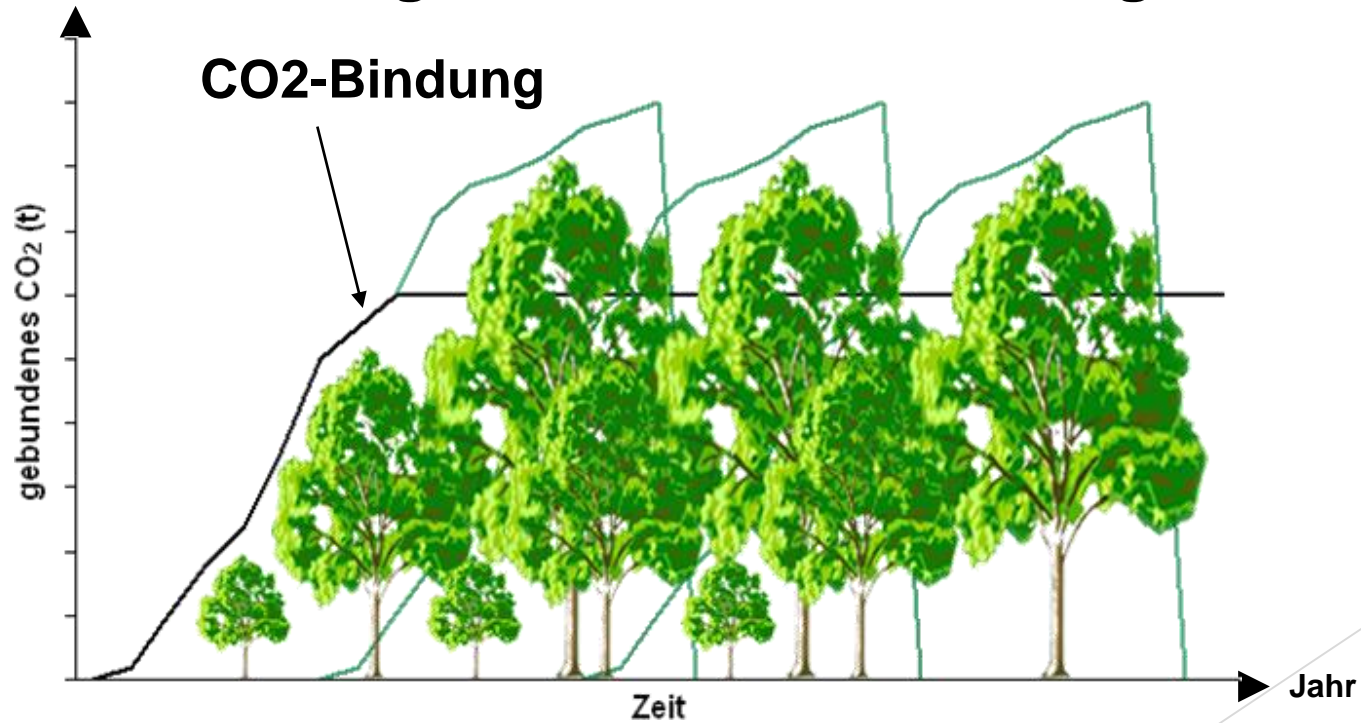 CO2-Bindung
gebundenes CO₂ (t)
Zeit
Jahr